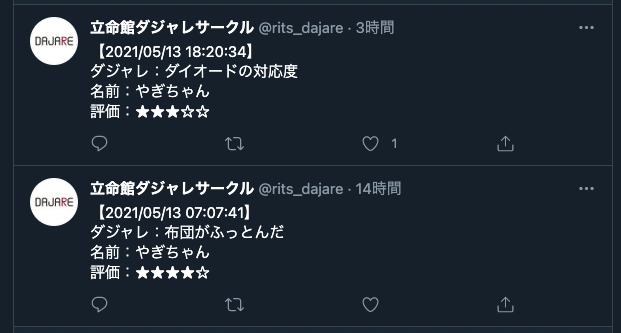 DAJARE
立命館ダジャレサークル @rits_dajare · 3時間
【2021/05/13 18:20:34】
ダジャレ：ダイオードの対応度
名前：やぎちゃん
評価：★★★☆☆
1
DAJARE
立命館ダジャレサークル @rits_dajare · 14時間
【2021/05/13 07:07:41】
ダジャレ：布団がふっとんだ
名前：やぎちゃん
評価：★★★★☆